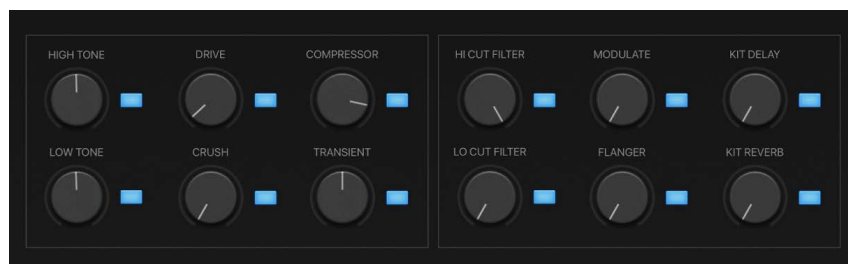 HIGH TONE DRIVE COMPRESSOR HI CUT FILTER MODULATE KIT DELAY
LOW TONE CRUSH TRANSIENT LO CUT FILTER FLANGER KIT REVERB